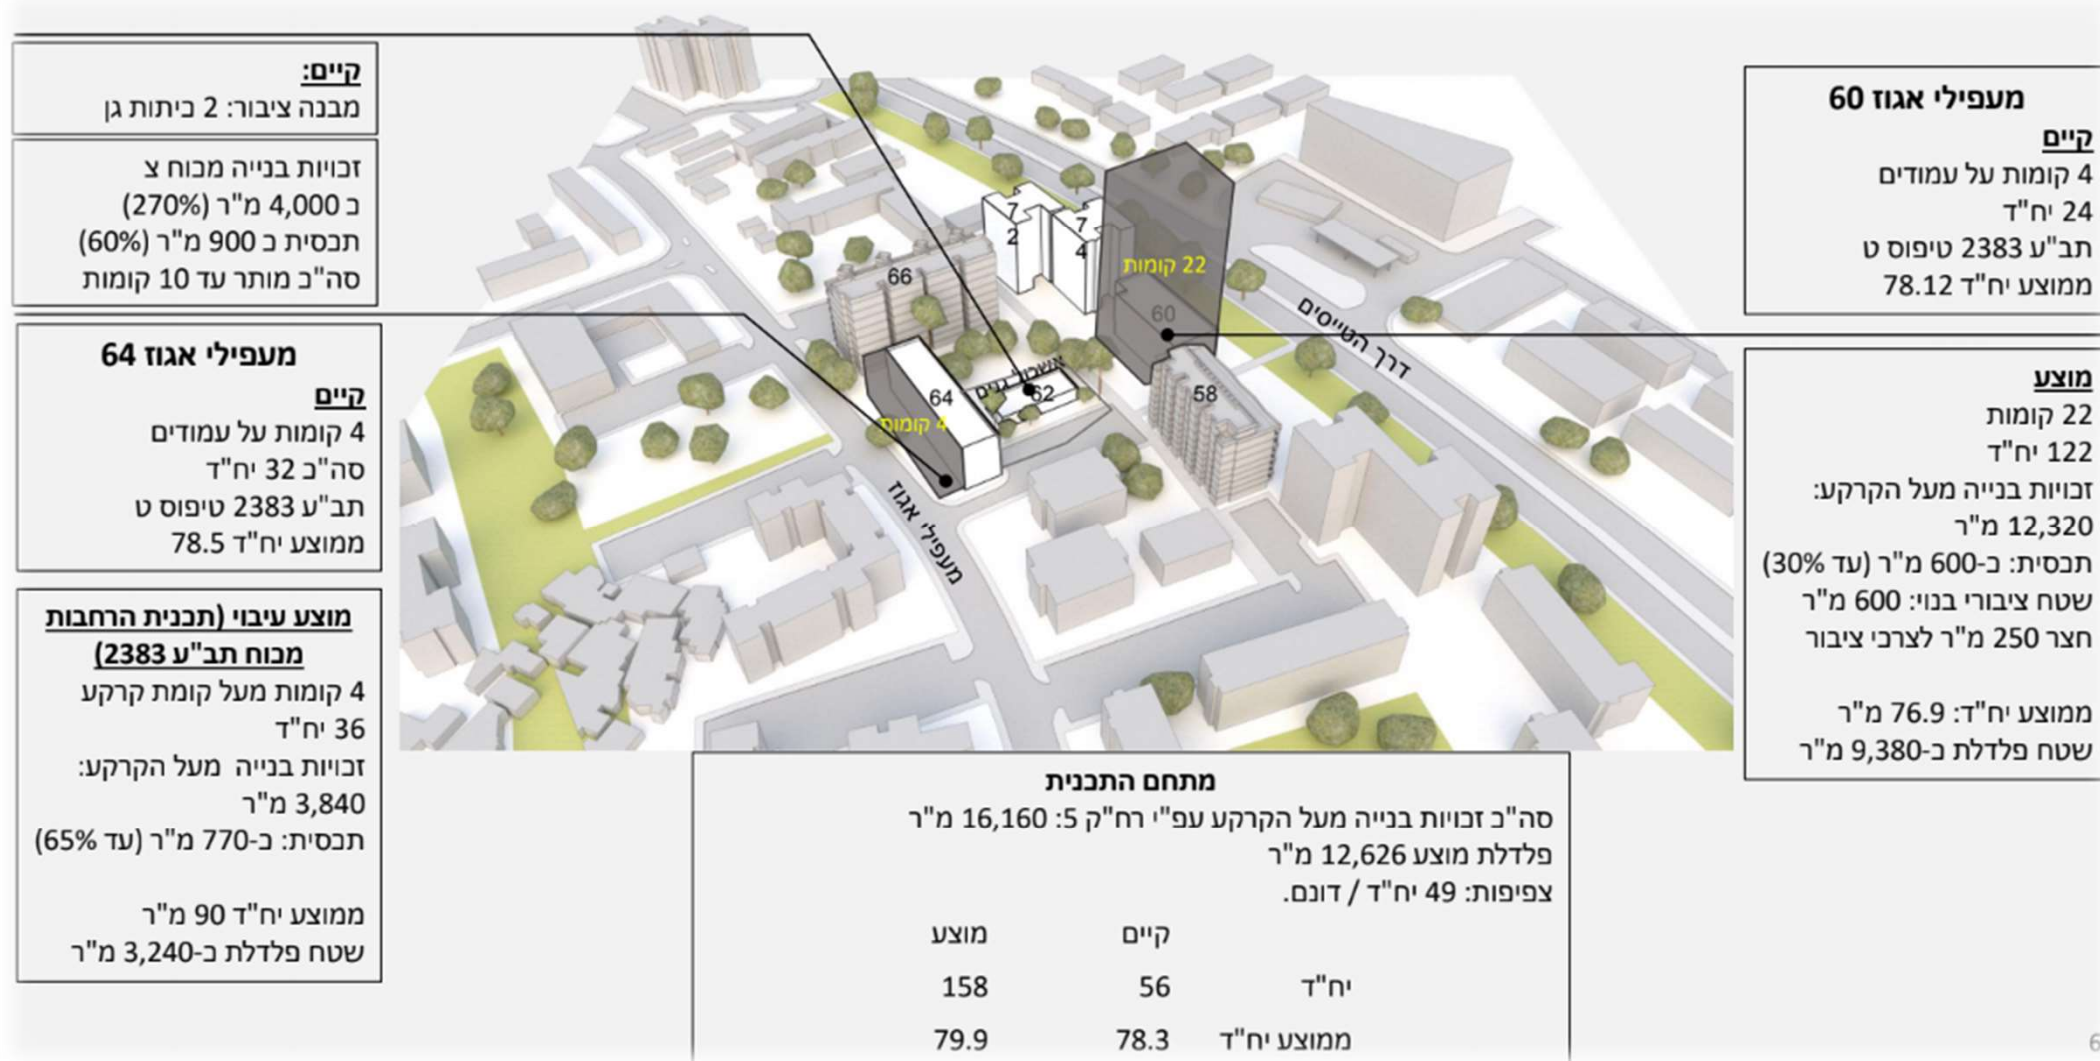 קיים:
מבנה ציבור: 2 כיתות גן
זכויות בנייה מכוח צ
כ 4,000 מ"ר (270%)
תכסית כ 900 מ"ר (60%)
סה"כ מותר עד 10 קומות
מעפילי אגוז 64
קיים
4 קומות על עמודים
סה"כ 32 יח"ד
תב"ע 2383 טיפוס ט
ממוצע יח"ד 78.5
מוצע עיבוי (תכנית הרחבות
מכוח תב"ע 2383)
4 קומות מעל קומת קרקע
36 יח"ד
זכויות בנייה מעל הקרקע:
3,840 מ"ר
תכסית: כ-770 מ"ר (עד 65%)
ממוצע יח"ד 90 מ"ר
שטח פלדלת כ-3,240 מ"ר
מעפילי אגוז 60
קיים
4 קומות על עמודים
24 יח"ד
תב"ע 2383 טיפוס ט
ממוצע יח"ד 78.12
מוצע
22 קומות
122 יח"ד
זכויות בנייה מעל הקרקע:
12,320 מ"ר
תכסית: כ-600 מ"ר (עד 30%)
שטח ציבורי בנוי: 600 מ"ר
חצר 250 מ"ר לצרכי ציבור
ממוצע יח"ד: 76.9 מ"ר
שטח פלדלת כ-9,380 מ"ר
72
74
22 קומות
66
60
דרך הטייסים
אשכול גנים
62
64
4 קומות
58
מעפילי אגוז
מתחם התכנית
סה"כ זכויות בנייה מעל הקרקע עפ"י רח"ק 5: 16,160 מ"ר
פלדלת מוצע 12,626 מ"ר
צפיפות: 49 יח"ד / דונם.
קיים מוצע
יח"ד 56 158
ממוצע יח"ד 78.3 79.9
6